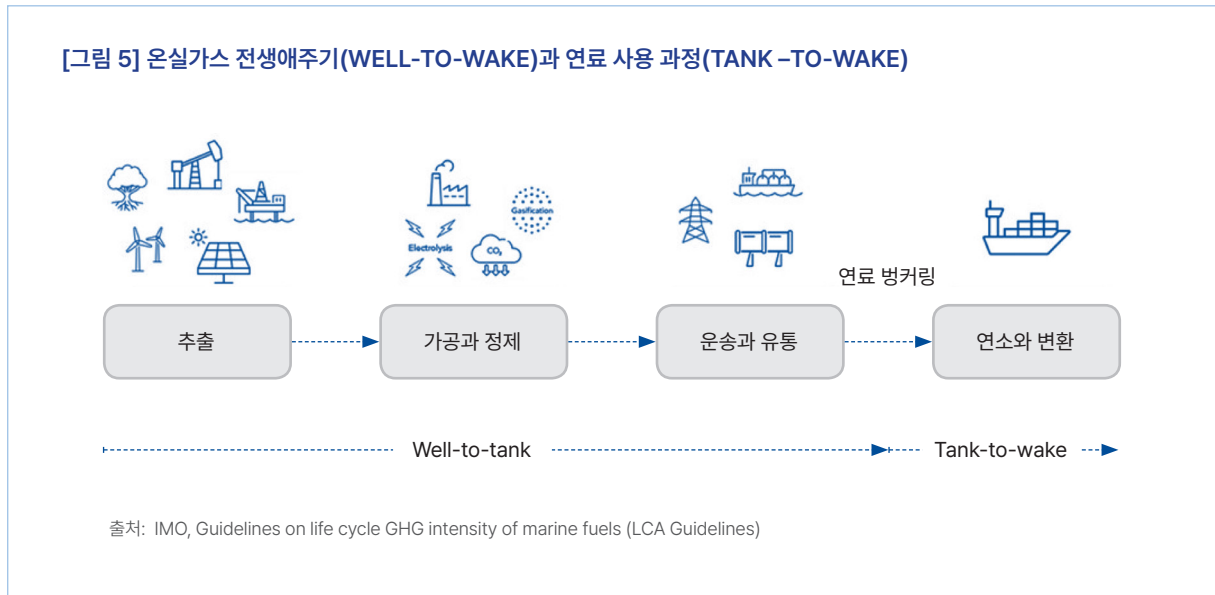 [그림 5] 온실가스 전생애주기(WELL-TO-WAKE)과 연료 사용 과정(TANK –TO-WAKE)
Gasification
Electrolysis
CO₂
연료 벙커링
추출
가공과 정제
운송과 유통
연소와 변환
Well-to-tank
Tank-to-wake
출처: IMO, Guidelines on life cycle GHG intensity of marine fuels (LCA Guidelines)